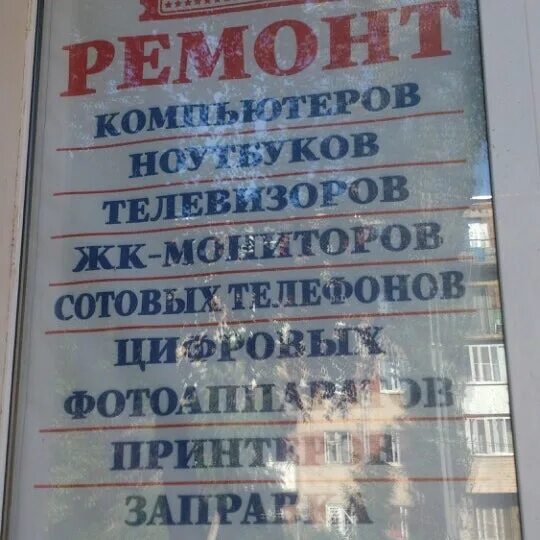 РЕМОНТ
КОМПЬЮТЕРОВ
НОУТБУКОВ
ТЕЛЕВИЗОРОВ
ЖК-МОНИТОРОВ
СОТОВЫХ ТЕЛЕФОНОВ
ЦИФРОВЫХ
ФОТОАППАРАТОВ
ПРИНТЕРОВ
ЗАПРАВКА